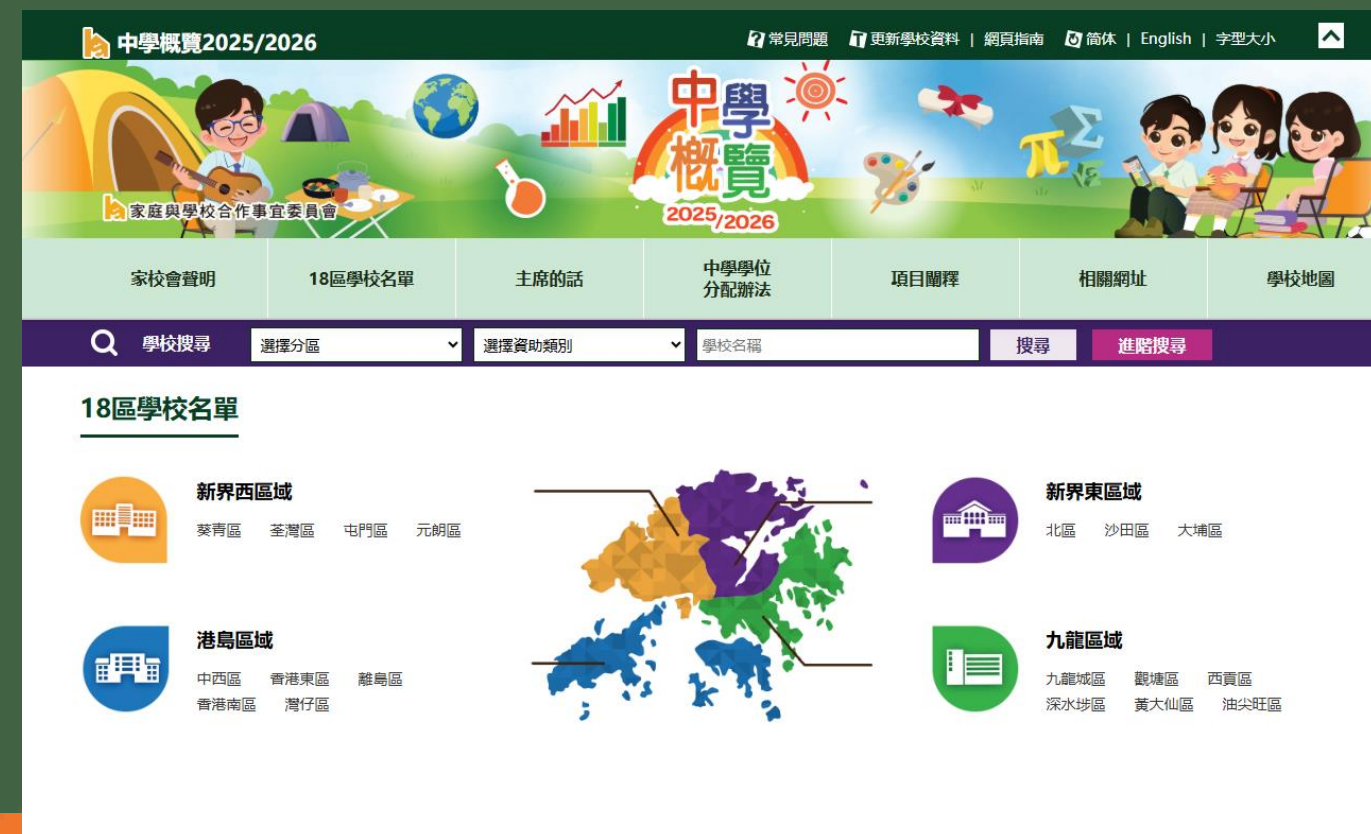 中學概覽2025/2026
常見問題 更新學校資料 | 網頁指南 简体 | English | 字型大小
中學
概覽
2025/2026
π Σ
√ε
家庭與學校合作事宜委員會
家校會聲明 18區學校名單 主席的話 中學學位 項目闡釋 相關網址 學校地圖
分配辦法
學校搜尋 選擇分區 選擇資助類別 學校名稱 搜尋 進階搜尋
18區學校名單
新界西區域
葵青區 荃灣區 屯門區 元朗區
新界東區域
北區 沙田區 大埔區
港島區域
中西區 香港東區 離島區
香港南區 灣仔區
九龍區域
九龍城區 觀塘區 西貢區
深水埗區 黃大仙區 油尖旺區